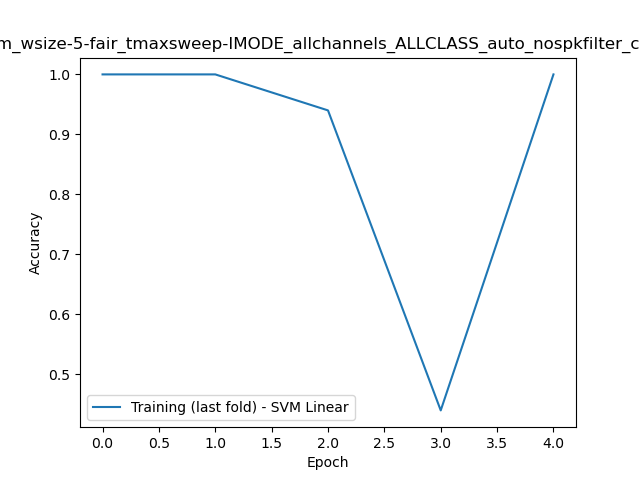 m_wsize-5-fair_tmaxsweep-IMODE_allchannels_ALLCLASS_auto_nospkfilter_c
1.0
0.9
0.8
0.7
0.6
0.5
Accuracy
Training (last fold) - SVM Linear
0.0 0.5 1.0 1.5 2.0 2.5 3.0 3.5 4.0
Epoch